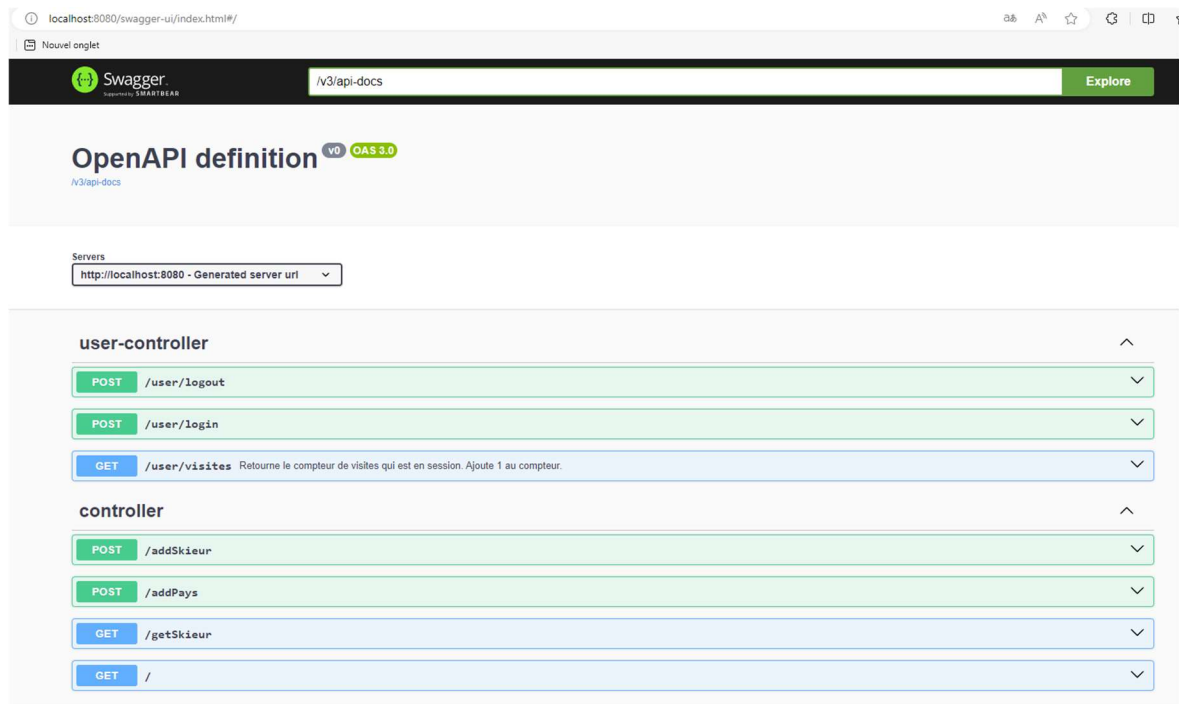 localhost:8080/swagger-ui/index.html#/
Nouvel onglet
Swagger.
Supported by SMARTBEAR
/v3/api-docs
Explore
OpenAPI definition v0 OAS 3.0
/v3/api-docs
Servers
http://localhost:8080 - Generated server url
user-controller
POST /user/logout
POST /user/login
GET /user/visites Retourne le compteur de visites qui est en session. Ajoute 1 au compteur.
controller
POST /addSkieur
POST /addPays
GET /getSkieur
GET /